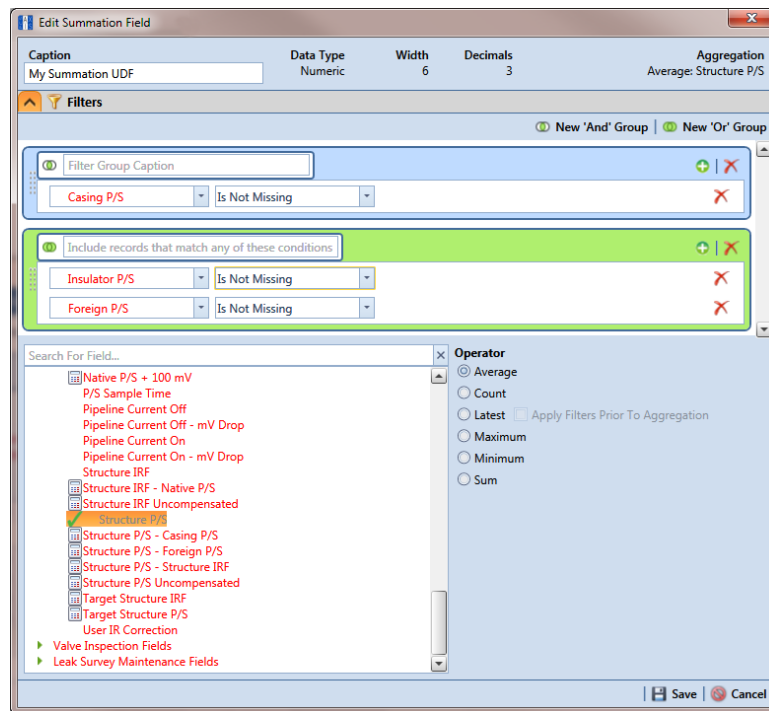 Edit Summation Field
Caption Data Type Width Decimals Aggregation
My Summation UDF Numeric 6 3 Average: Structure P/S
Filters
New 'And' Group | New 'Or' Group
Filter Group Caption
Casing P/S Is Not Missing
Include records that match any of these conditions
Insulator P/S Is Not Missing
Foreign P/S Is Not Missing
Search For Field...
Native P/S + 100 mV
P/S Sample Time
Pipeline Current Off
Pipeline Current Off - mV Drop
Pipeline Current On
Pipeline Current On - mV Drop
Structure IRF
Structure IRF - Native P/S
Structure IRF Uncompensated
Structure P/S
Structure P/S - Casing P/S
Structure P/S - Foreign P/S
Structure P/S - Structure IRF
Structure P/S Uncompensated
Target Structure IRF
Target Structure P/S
User IR Correction
Valve Inspection Fields
Leak Survey Maintenance Fields
Operator
Average
Count
Latest Apply Filters Prior To Aggregation
Maximum
Minimum
Sum
Save | Cancel